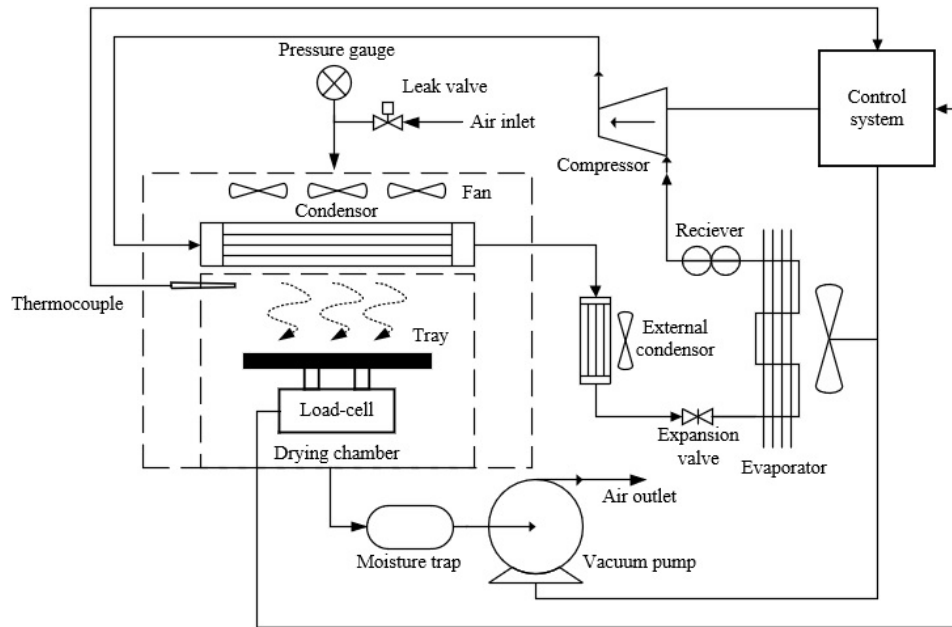 Pressure gauge
Leak valve
Air inlet
Control
system
Compressor
Fan
Condensor
Reciever
Thermocouple
Tray
External
condensor
Load-cell
Drying chamber
Expansion
valve
Evaporator
Air outlet
Moisture trap
Vacuum pump